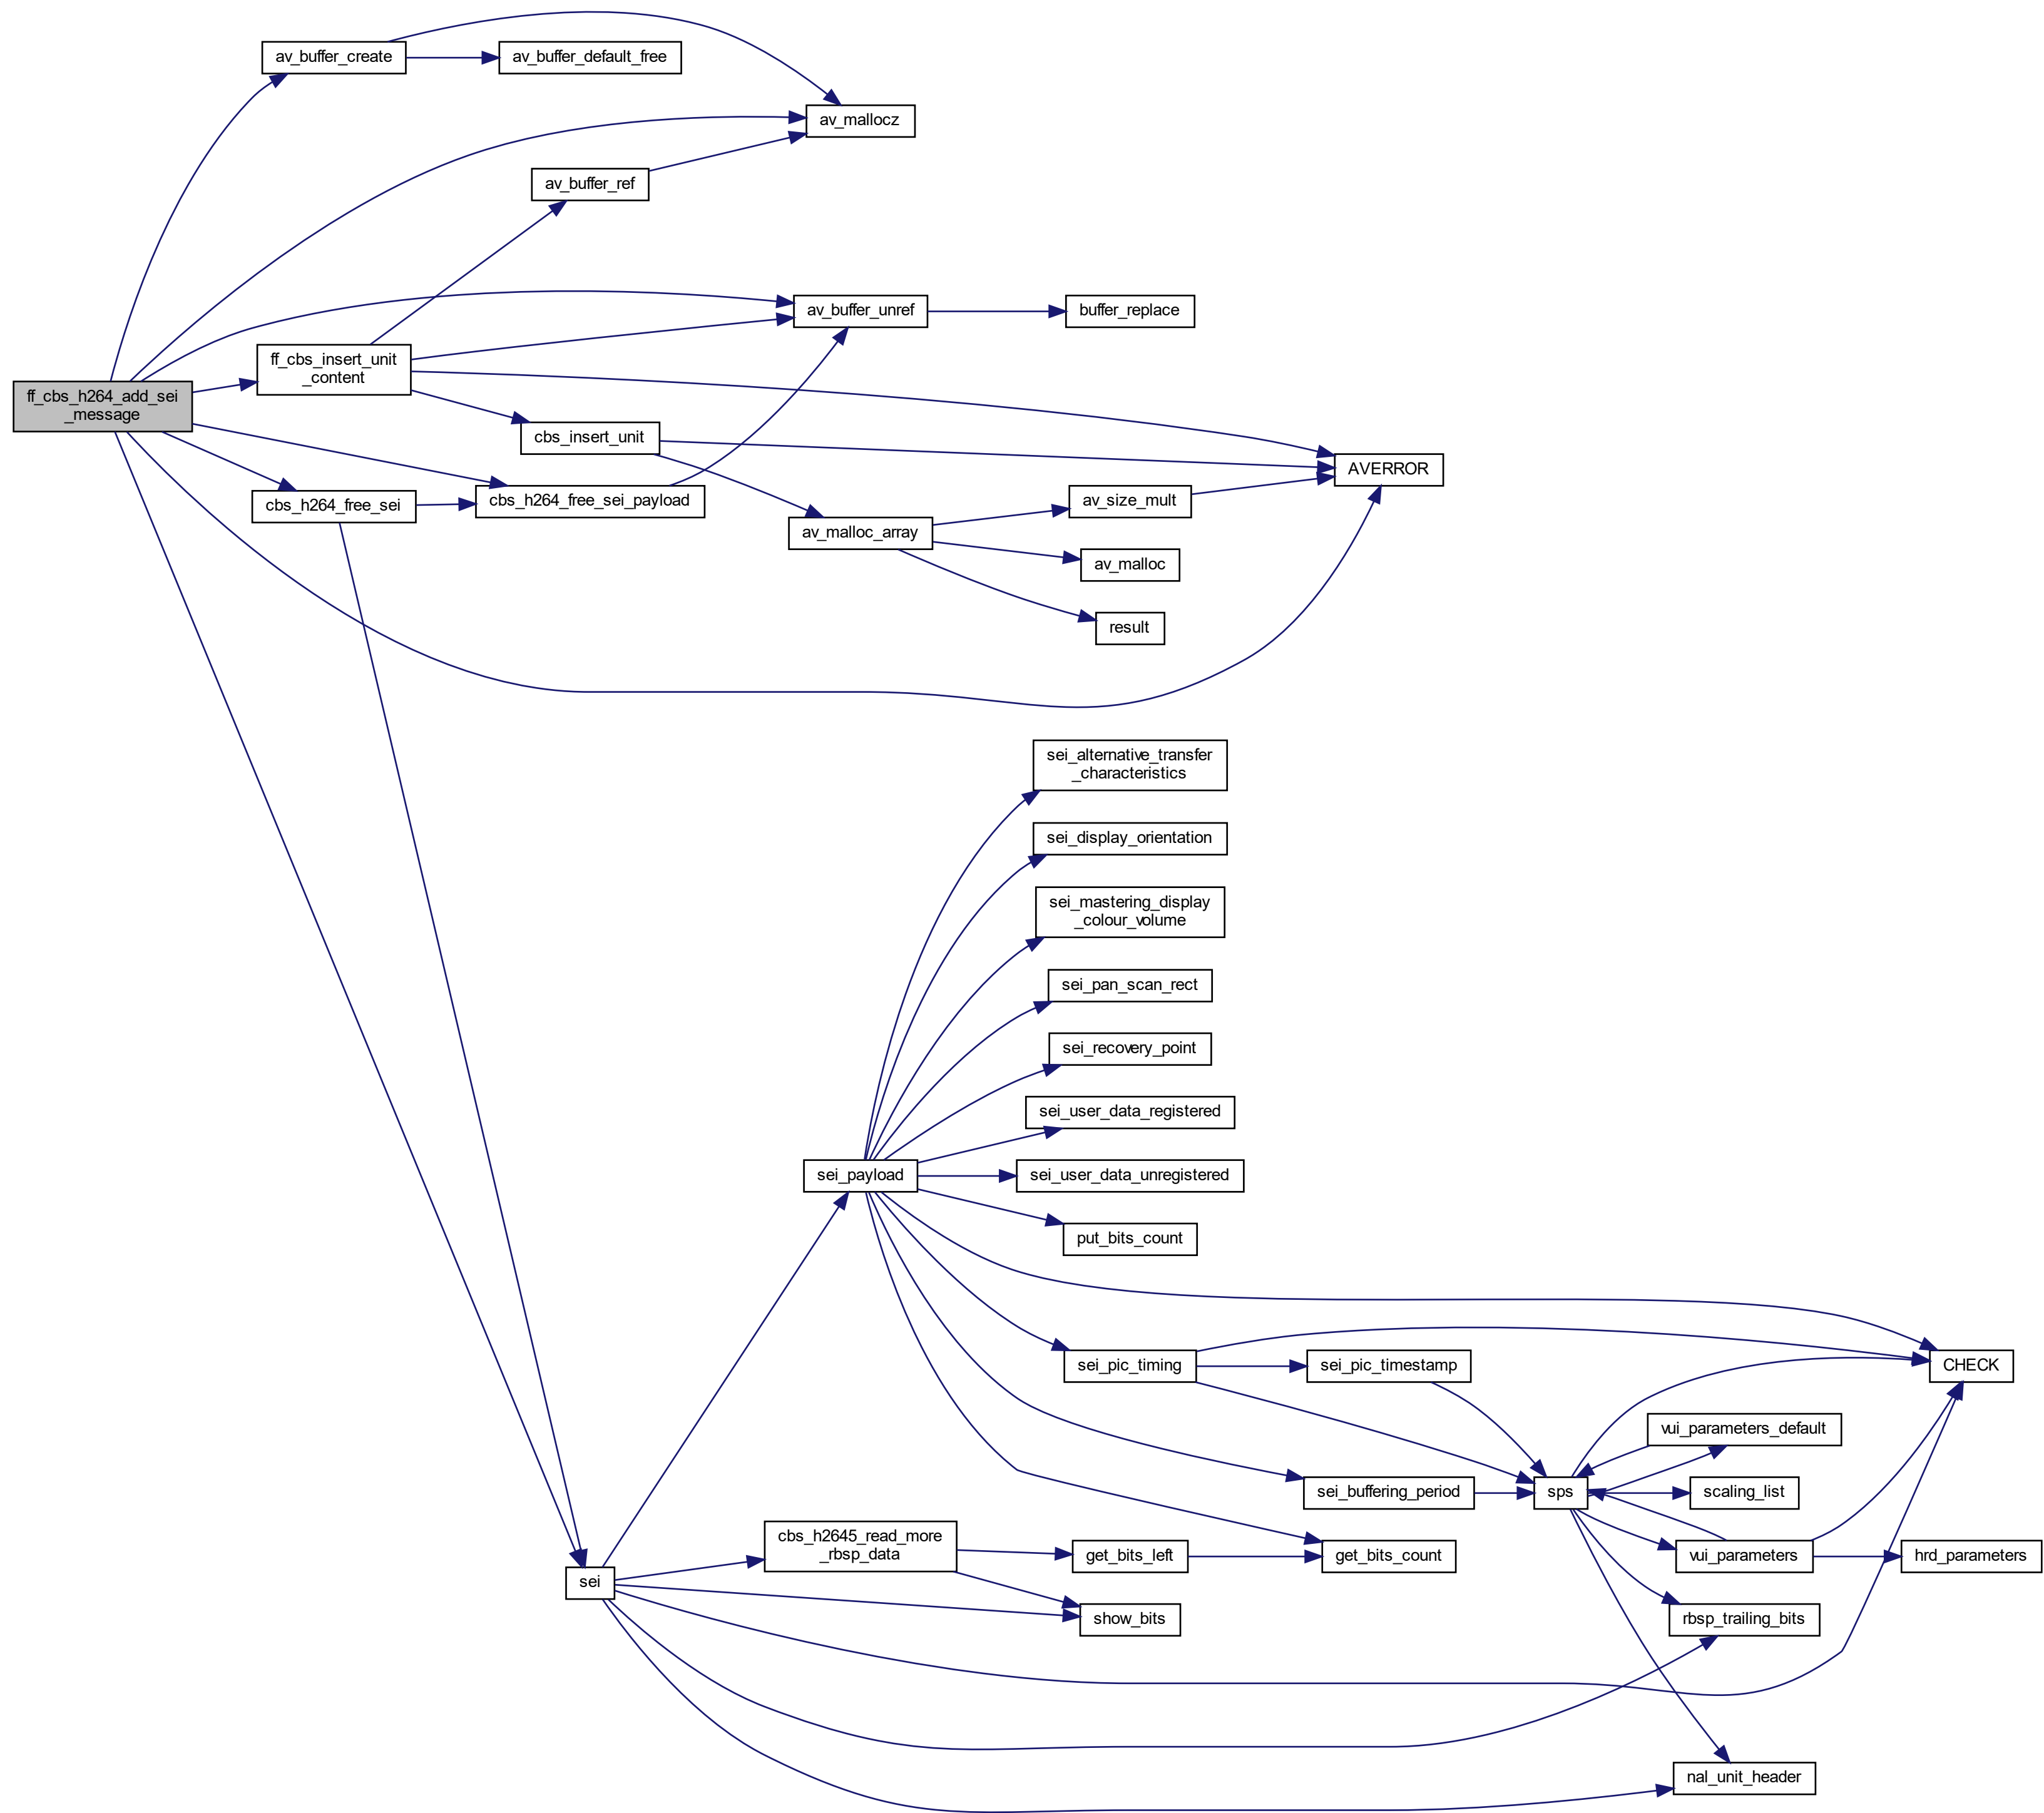 av_buffer_create
av_buffer_default_free
av_mallocz
av_buffer_ref
av_buffer_unref
buffer_replace
ff_cbs_insert_unit
_content
ff_cbs_h264_add_sei
_message
cbs_insert_unit
AVERROR
cbs_h264_free_sei
cbs_h264_free_sei_payload
av_size_mult
av_malloc_array
av_malloc
result
sei_alternative_transfer
_characteristics
sei_display_orientation
sei_mastering_display
_colour_volume
sei_pan_scan_rect
sei_recovery_point
sei_user_data_registered
sei_payload
sei_user_data_unregistered
put_bits_count
sei_pic_timing
sei_pic_timestamp
CHECK
vui_parameters_default
sei_buffering_period
sps
scaling_list
cbs_h2645_read_more
_rbsp_data
get_bits_left
get_bits_count
vui_parameters
hrd_parameters
sei
show_bits
rbsp_trailing_bits
nal_unit_header